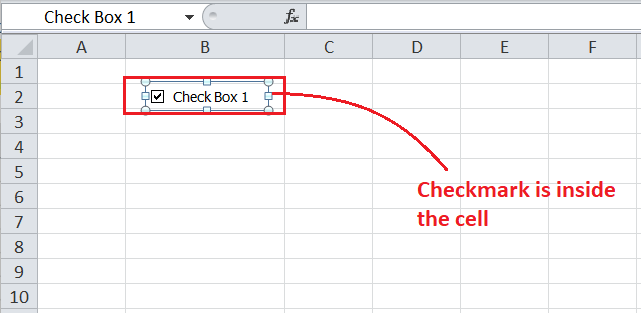 Check Box 1 fx
A B C D E F
1
2 Check Box 1
3
4
5 Checkmark is inside
6 the cell
7
8
9
10